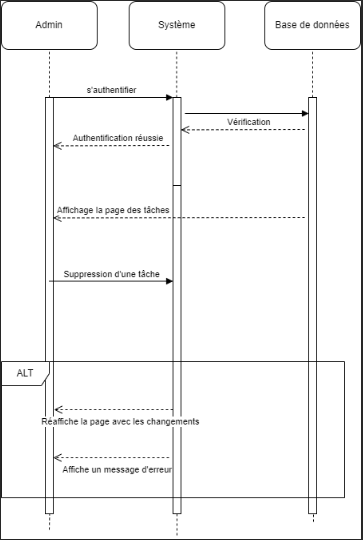 Admin
Système
Base de données
s'authentifier
Vérification
Authentification réussie
Affichage la page des tâches
Suppression d'une tâche
ALT
Réaffiche la page avec les changements
Affiche un message d'erreur